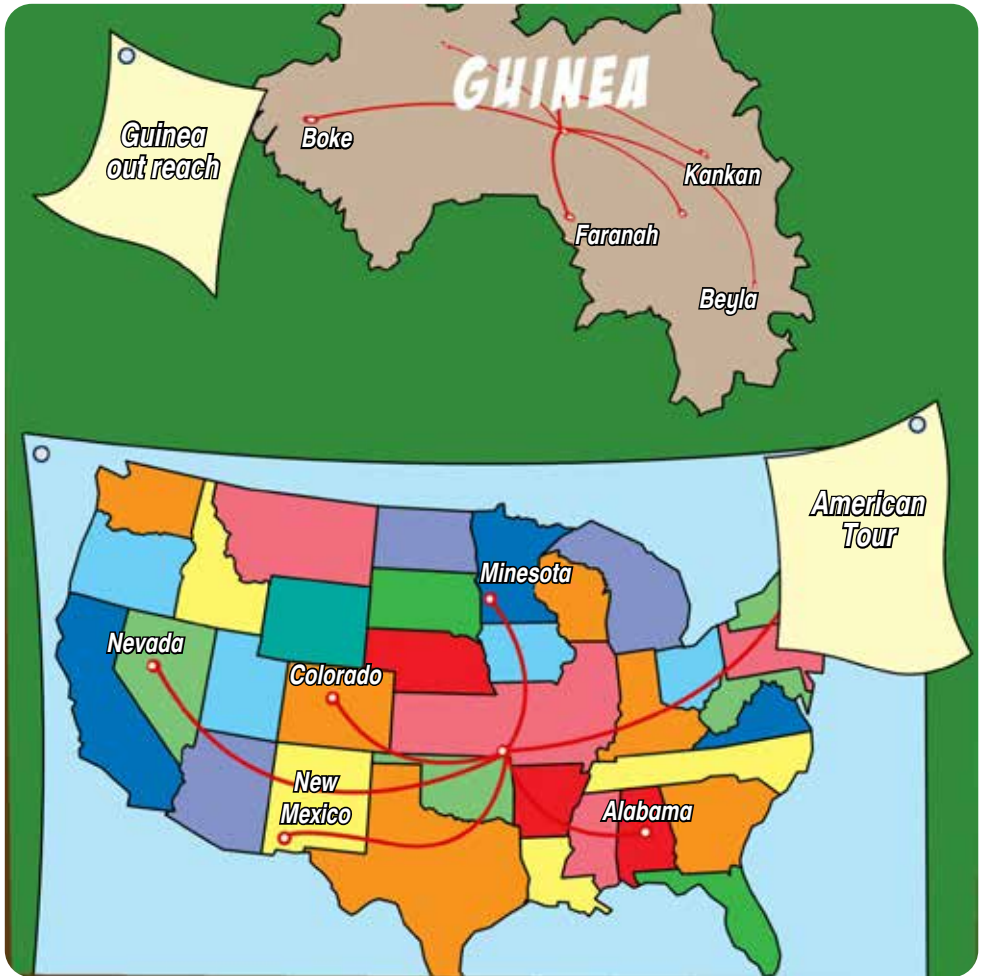 GUINEA
Guinea
out reach
Boke
Kankan
Faranah
Beyla
American
Tour
Minesota
Nevada
Colorado
New
Mexico
Alabama